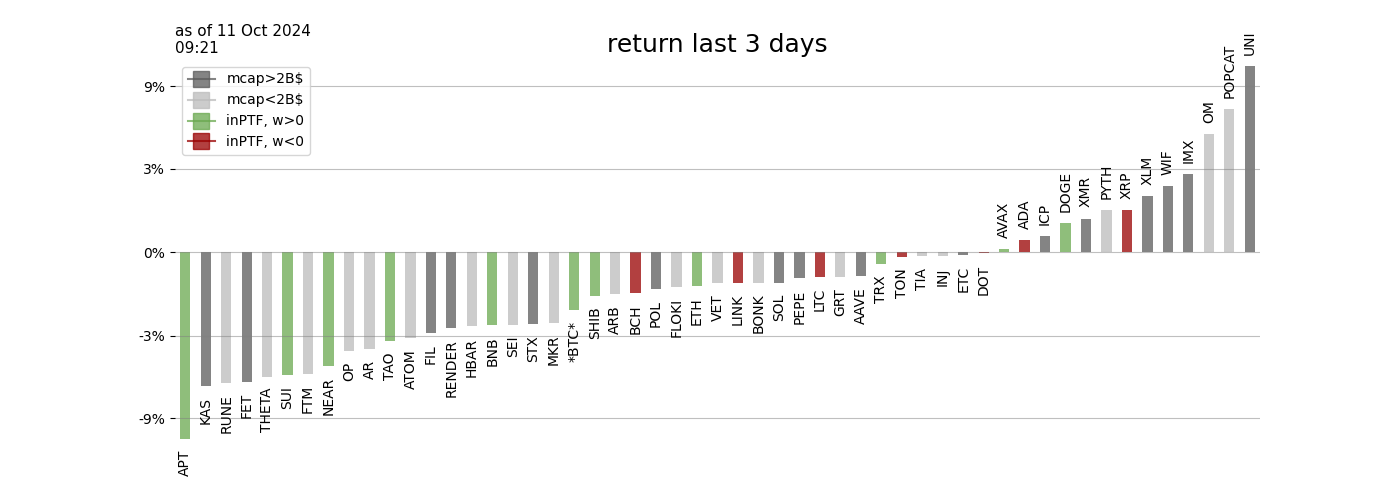 as of 11 Oct 2024
09:21
return last 3 days
mcap>2B$
mcap<2B$
inPTF, w>0
inPTF, w<0
9%
3%
0%
-3%
-9%
APT
KAS
RUNE
FET
THETA
SUI
FTM
NEAR
OP
AR
TAO
ATOM
FIL
RENDER
HBAR
BNB
SEI
STX
MKR
*BTC*
SHIB
ARB
BCH
POL
FLOKI
ETH
VET
LINK
BONK
SOL
PEPE
LTC
GRT
AAVE
TRX
TON
TIA
INJ
ETC
DOT
AVAX
ADA
ICP
DOGE
XMR
PYTH
XRP
XLM
WIF
IMX
OM
POPCAT
UNI